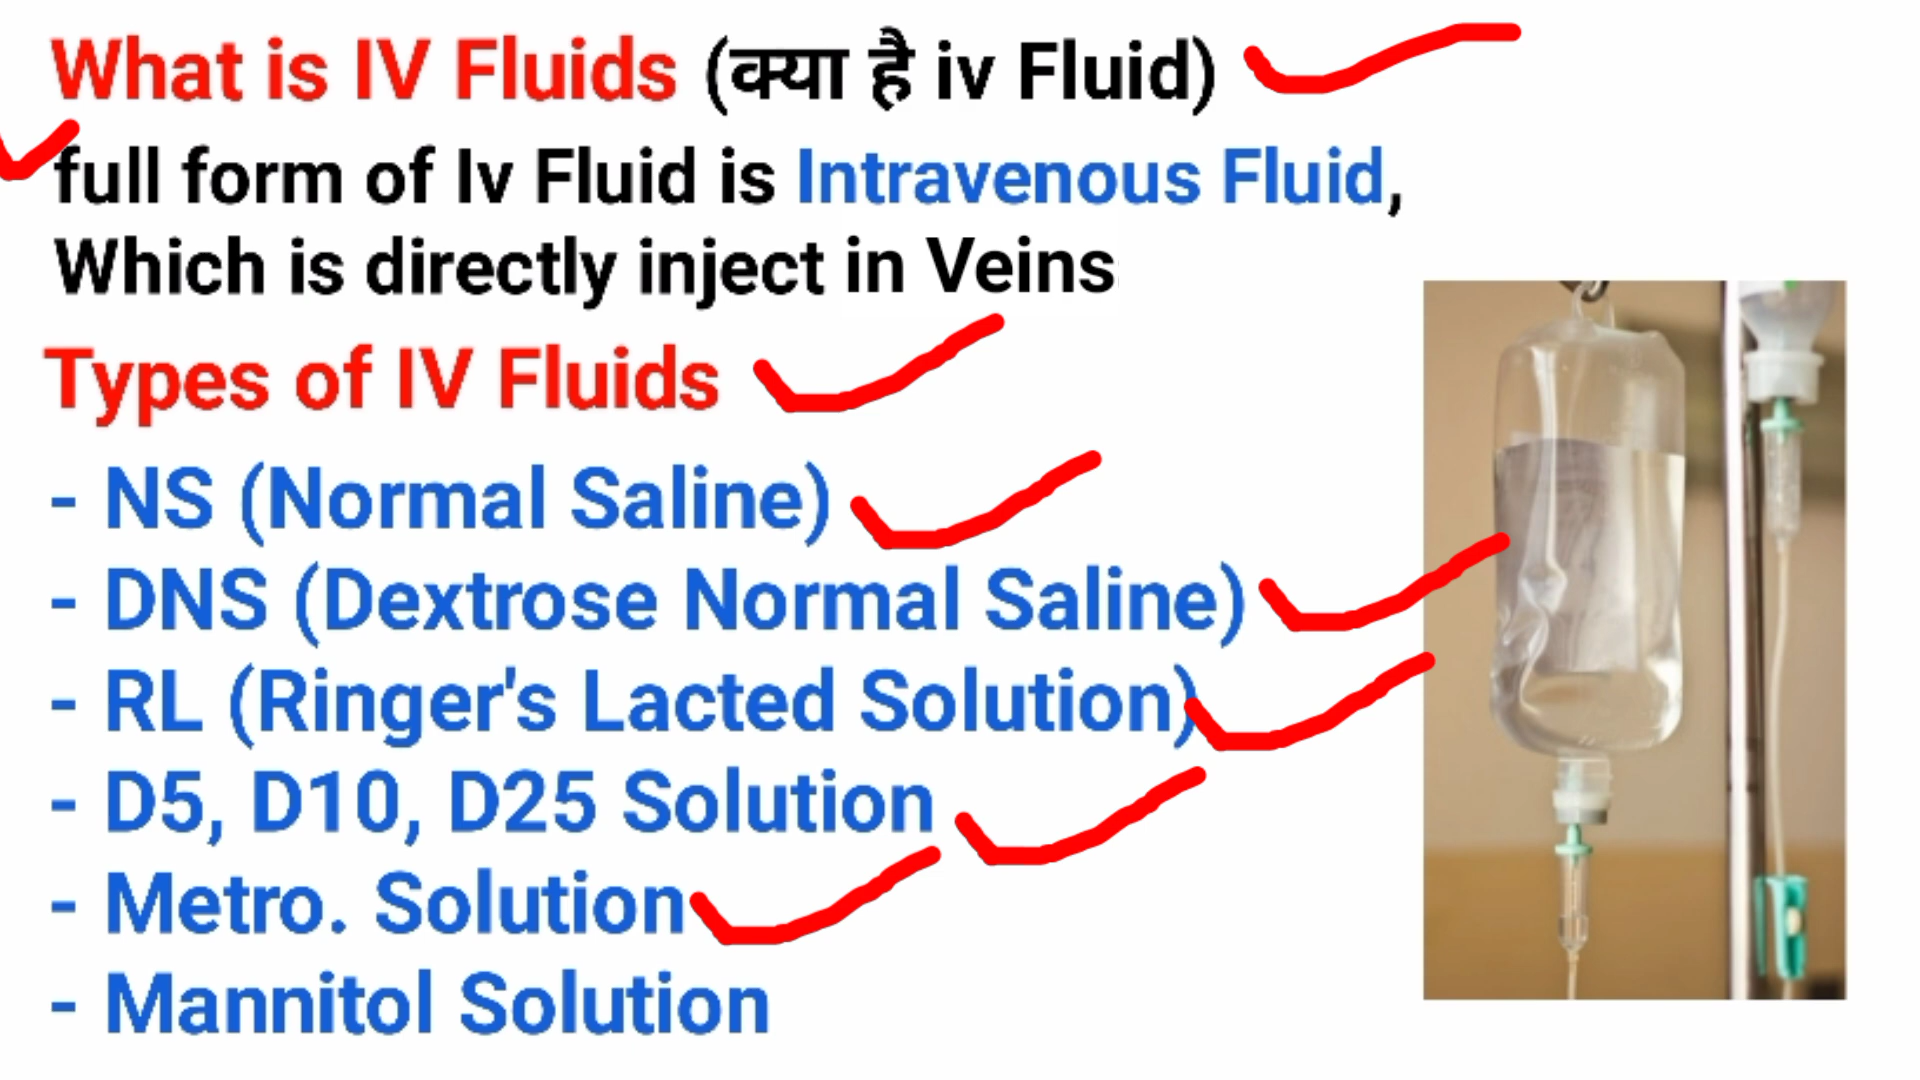 What is IV Fluids (क्या है iv Fluid)
full form of Iv Fluid is Intravenous Fluid,
Which is directly inject in Veins
Types of IV Fluids
- NS (Normal Saline)
- DNS (Dextrose Normal Saline)
- RL (Ringer's Lacted Solution)
- D5, D10, D25 Solution
- Metro. Solution
- Mannitol Solution